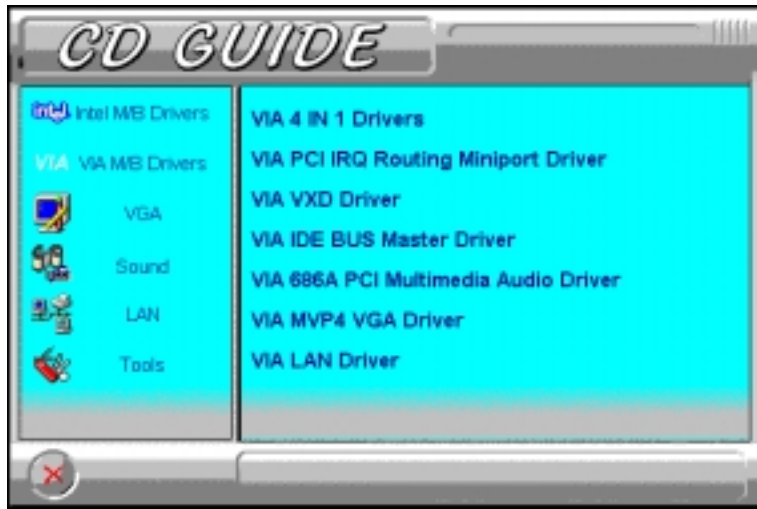 CD GUIDE
intel Intel M/B Drivers
VIA VIA M/B Drivers
VGA
Sound
LAN
Tools
VIA 4 IN 1 Drivers
VIA PCI IRQ Routing Miniport Driver
VIA VXD Driver
VIA IDE BUS Master Driver
VIA 686A PCI Multimedia Audio Driver
VIA MVP4 VGA Driver
VIA LAN Driver